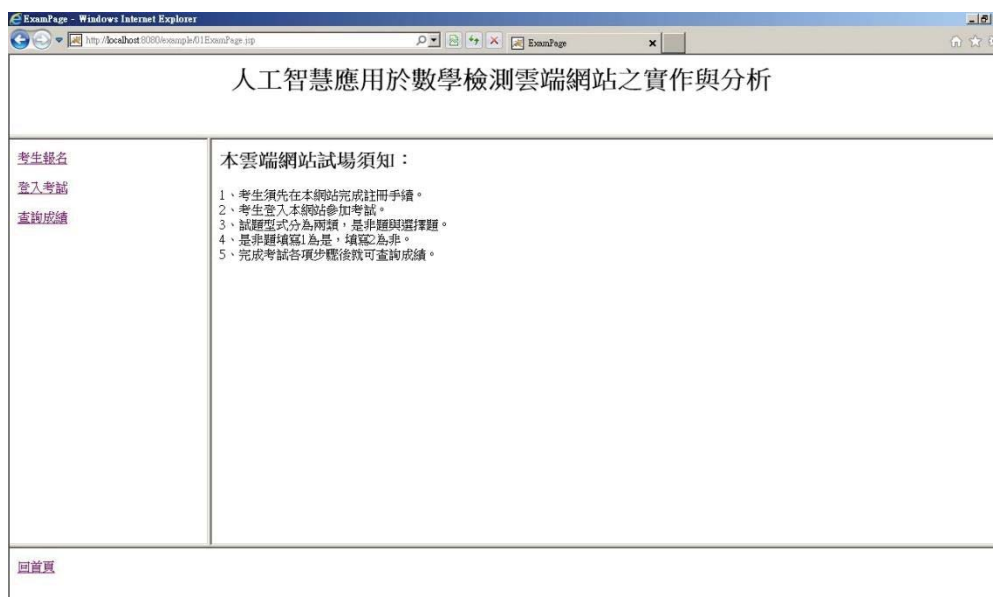 ExamPage - Windows Internet Explorer
http://localhost:8080/example/01ExamPage.jsp
ExamPage
人工智慧應用於數學檢測雲端網站之實作與分析
考生報名
登入考試
查詢成績
本雲端網站試場須知：
1、考生須先在本網站完成註冊手續。
2、考生登入本網站參加考試。
3、試題型式分為兩類，是非題與選擇題。
4、是非題填寫1為是，填寫2為非。
5、完成考試各項步驟後就可查詢成績。
回首頁